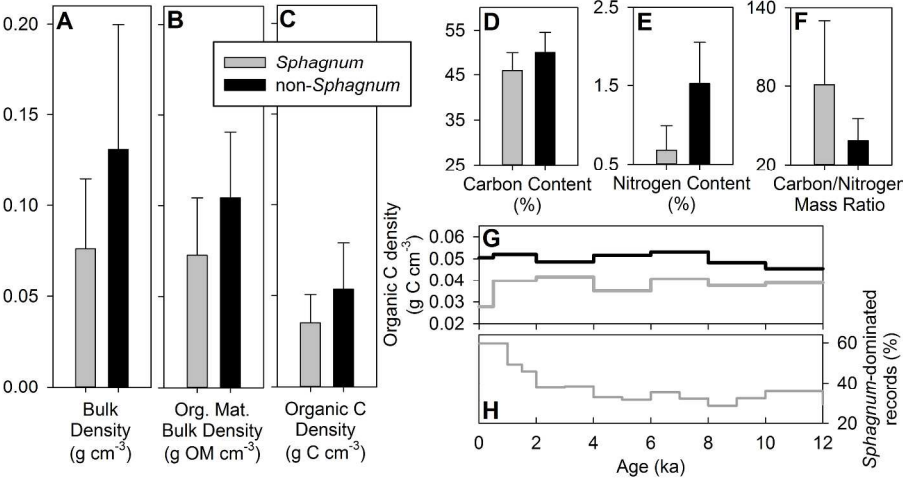 0.20
0.15
0.10
0.05
0.00
A
B
C
Sphagnum
non-Sphagnum
Bulk
Density
(g cm-3)
Org. Mat.
Bulk Density
(g OM cm-3)
Organic C
Density
(g C cm-3)
55
45
35
25
D
Carbon Content
(%)
2.5
1.5
0.5
E
Nitrogen Content
(%)
140
80
20
F
Carbon/Nitrogen
Mass Ratio
Organic C density
(g C cm-3)
0.06
0.05
0.04
0.03
0.02
G
H
60
40
20
Sphagnum-dominated
records (%)
0 2 4 6 8 10 12
Age (ka)